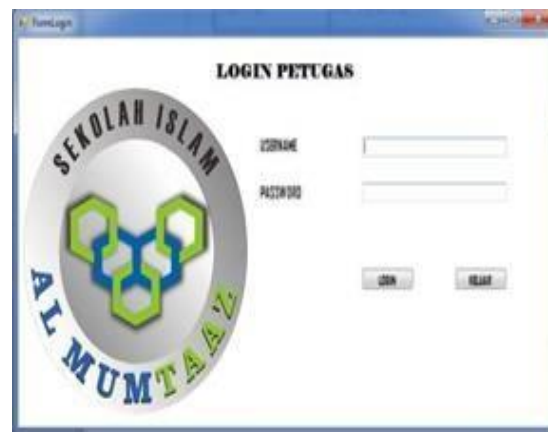 FormLogin
LOGIN PETUGAS
SEKOLAH ISLAM
AL MUMTAAZ
USERNAME
PASSWORD
LOGIN
KELUAR